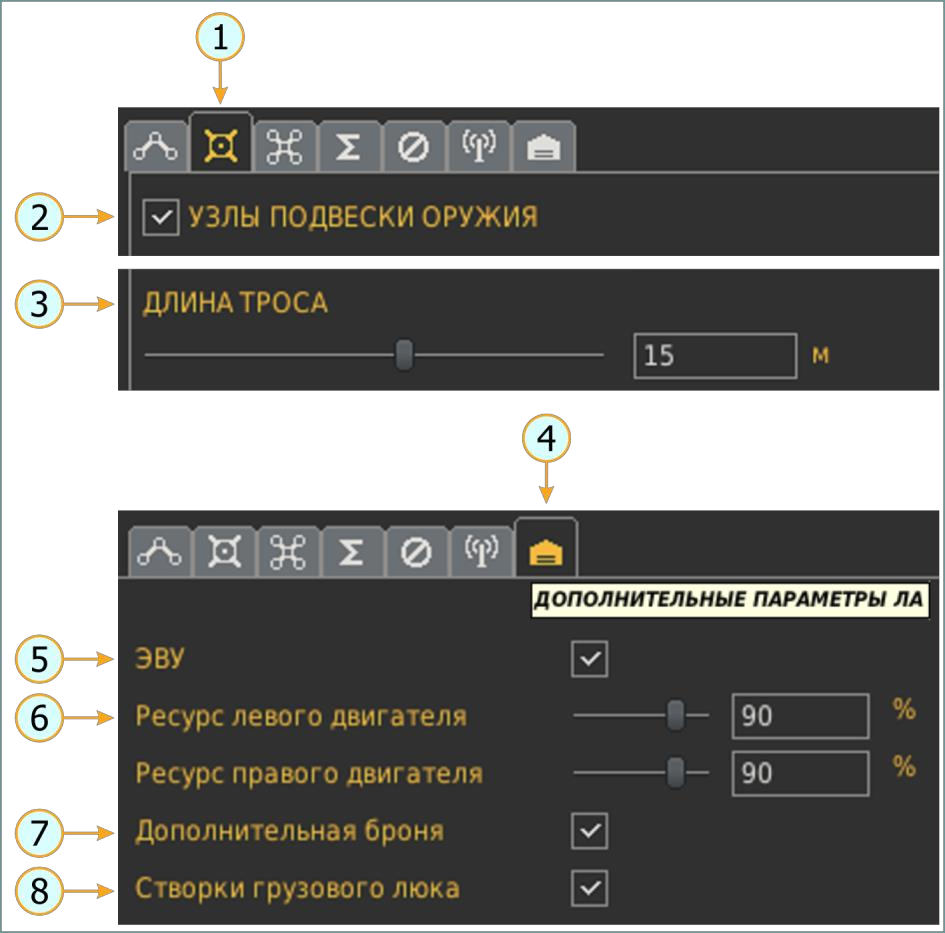 1
2
УЗЛЫ ПОДВЕСКИ ОРУЖИЯ
3
ДЛИНА ТРОСА
15 м
4
ДОПОЛНИТЕЛЬНЫЕ ПАРАМЕТРЫ ЛА
5 ЭВУ
6 Ресурс левого двигателя 90 %
Ресурс правого двигателя 90 %
7 Дополнительная броня
8 Створки грузового люка